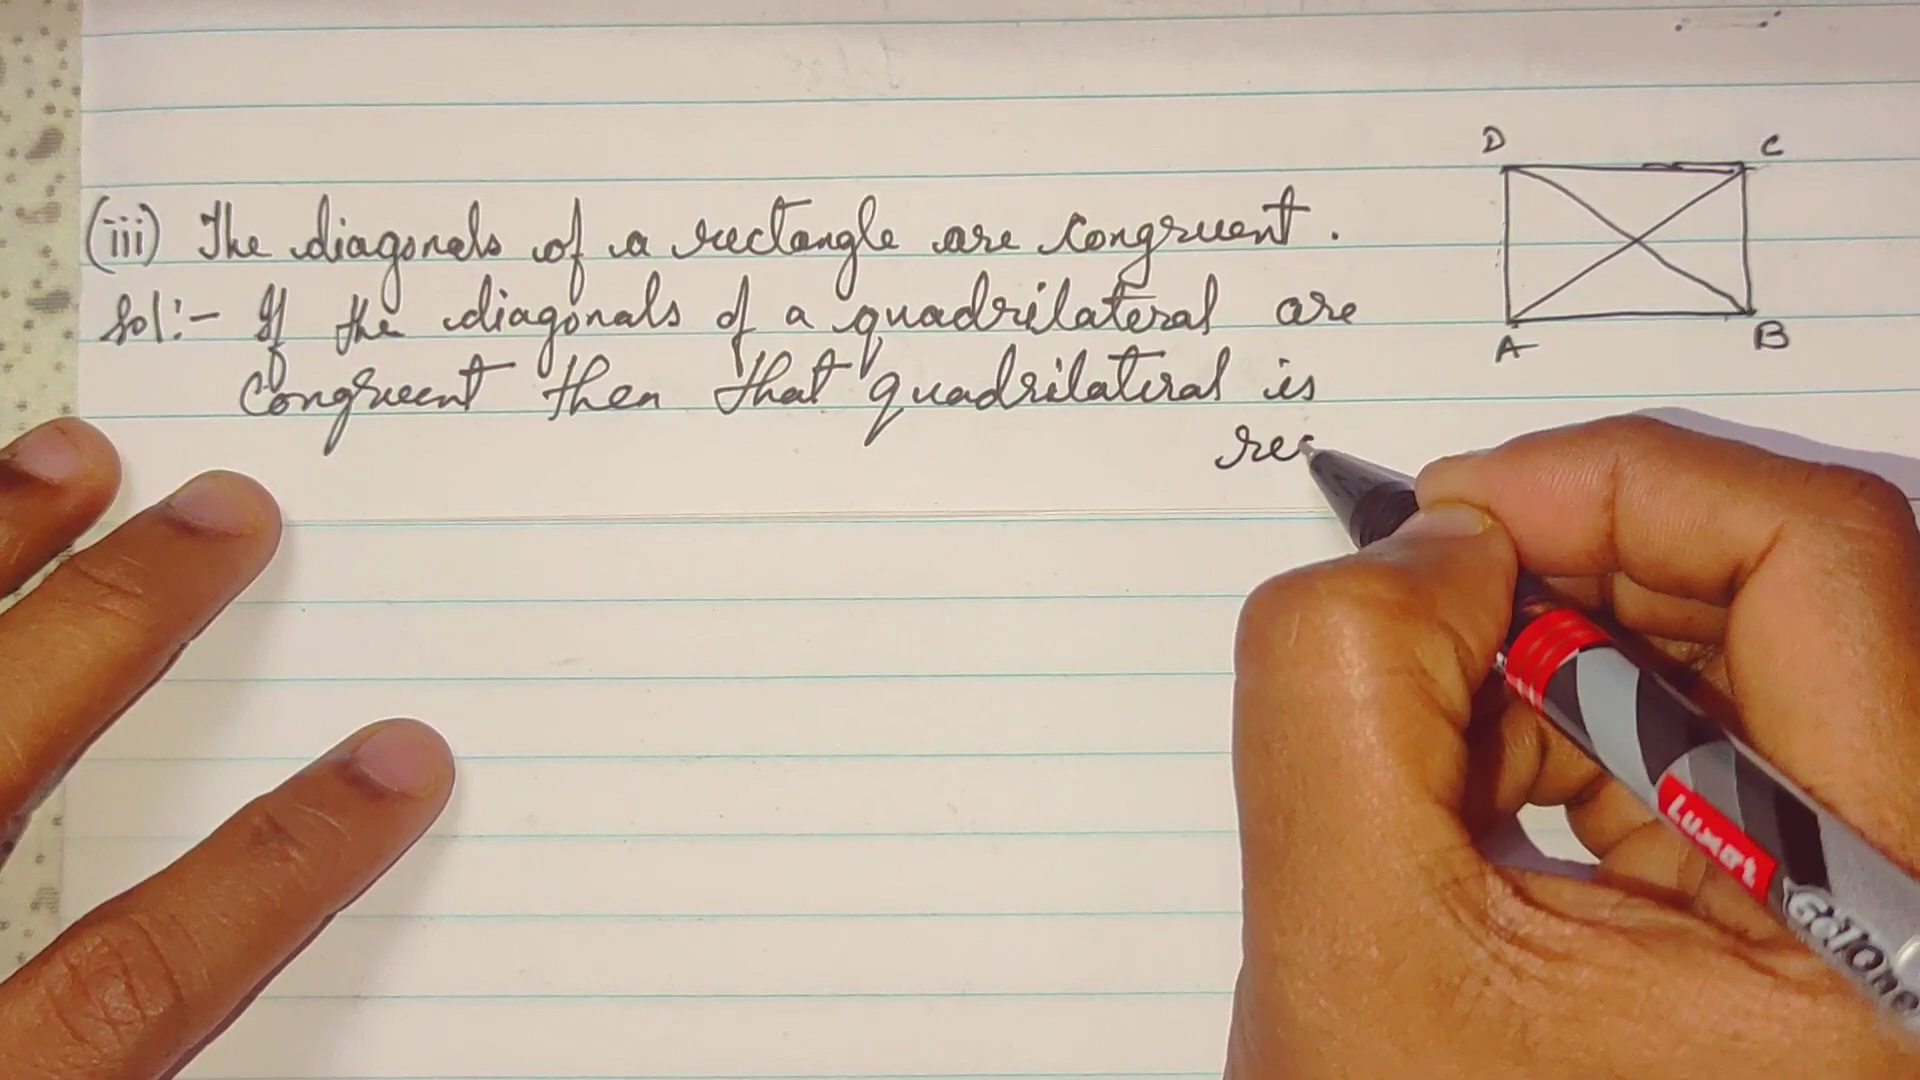 D C
(iii) The diagonals of a rectangle are congruent.
Sol:- If the diagonals of a quadrilateral are
A B
congruent then that quadrilateral is
rec
LUXOR